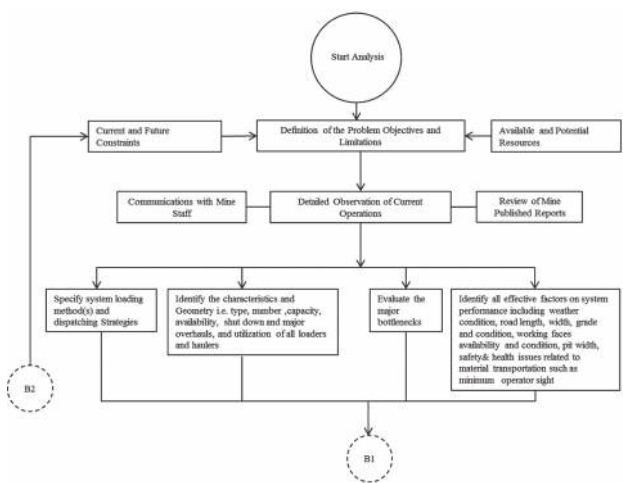 Start Analysis
Current and Future
Constraints
Definition of the Problem Objectives and
Limitations
Available and Potential
Resources
Communications with Mine
Staff
Detailed Observation of Current
Operations
Review of Mine
Published Reports
Specify system loading
method(s) and
dispatching Strategies
Identify the characteristics and
Geometry i.e. type, number ,capacity,
availability, shut down and major
overhauls, and utilization of all loaders
and haulers
Evaluate the
major
bottlenecks
Identify all effective factors on system
performance including weather
condition, road length, width, grade
and condition, working faces
availability and condition, pit width,
safety& health issues related to
material transportation such as
minimum operator sight
B2
B1